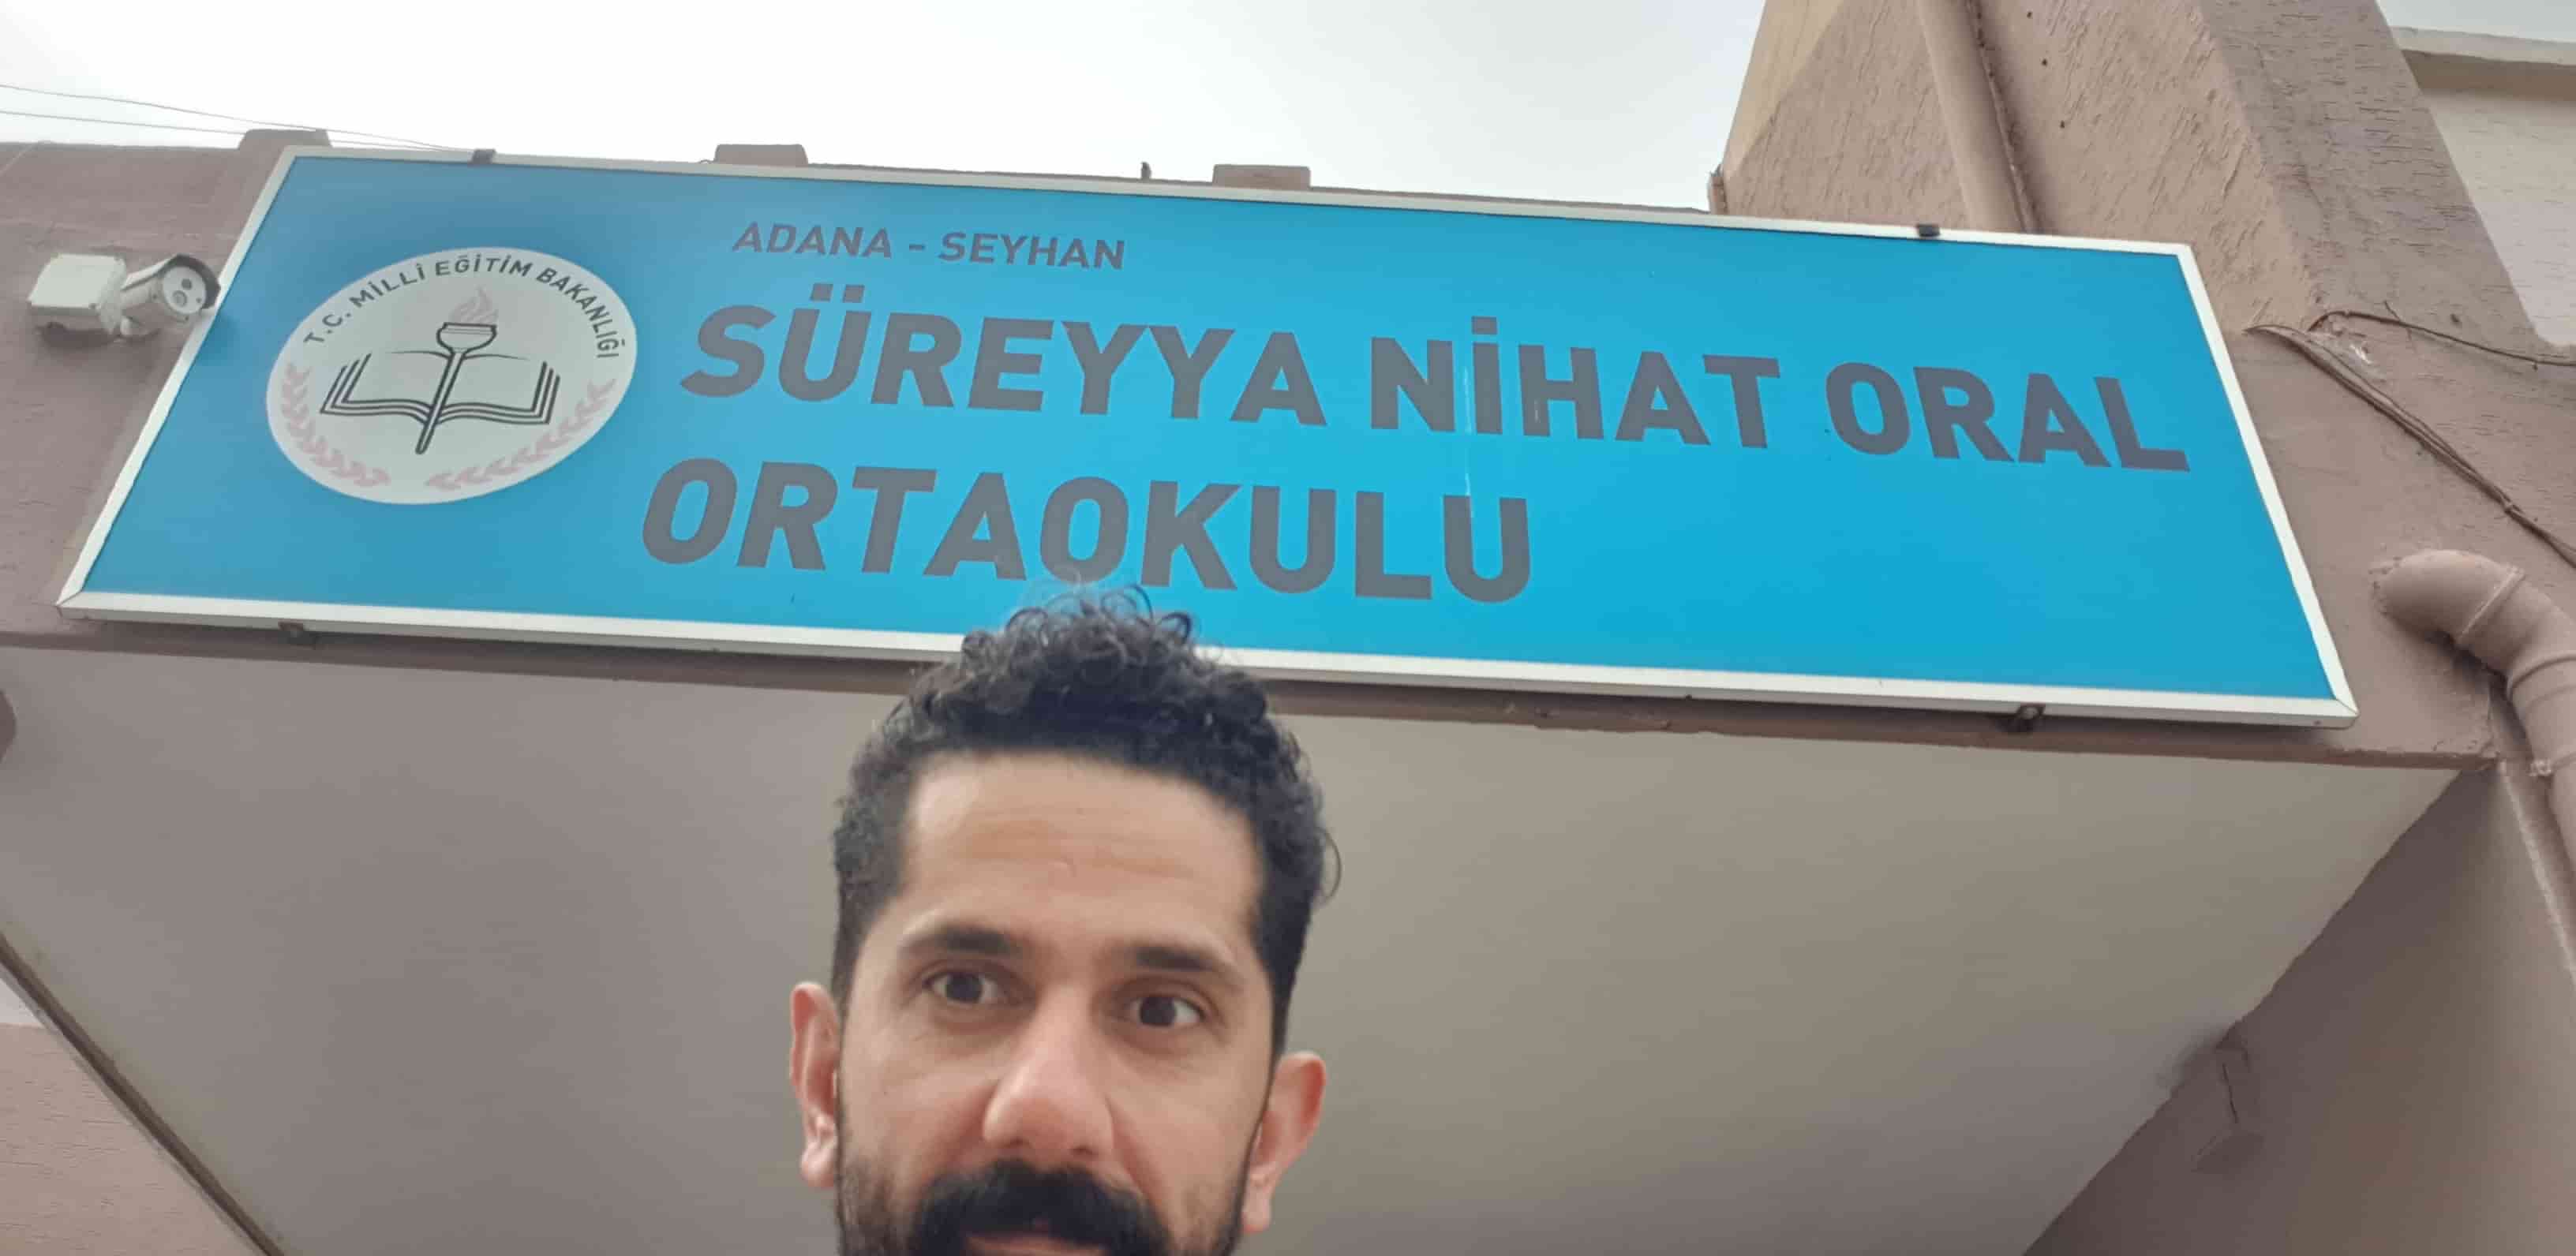 T.C. MİLLİ EĞİTİM BAKANLIĞI
ADANA - SEYHAN
SÜREYYA NİHAT ORAL
ORTAOKULU